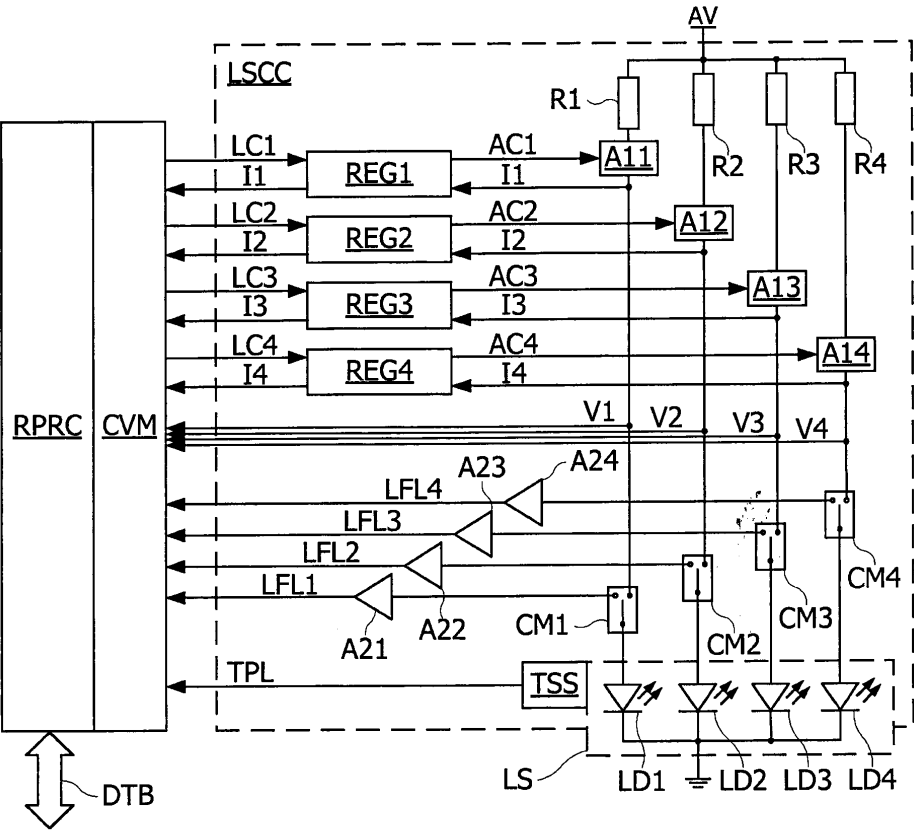 AV
LSCC
R1
R2
R3
R4
LC1
AC1
A11
I1
REG1
I1
LC2
AC2
A12
I2
REG2
I2
LC3
AC3
A13
I3
REG3
I3
LC4
AC4
A14
I4
REG4
I4
RPRC
CVM
V1
V2
V3
V4
A23
A24
LFL4
LFL3
LFL2
LFL1
A21
A22
CM1
CM2
CM3
CM4
TPL
TSS
LS
LD1
LD2
LD3
LD4
DTB